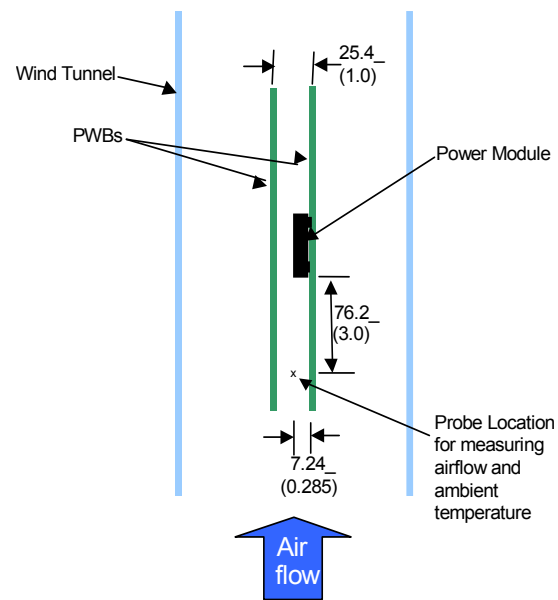 25.4_
(1.0)
Wind Tunnel
PWBs
Power Module
76.2_
(3.0)
x
Probe Location
for measuring
airflow and
ambient
temperature
7.24_
(0.285)
Air
flow